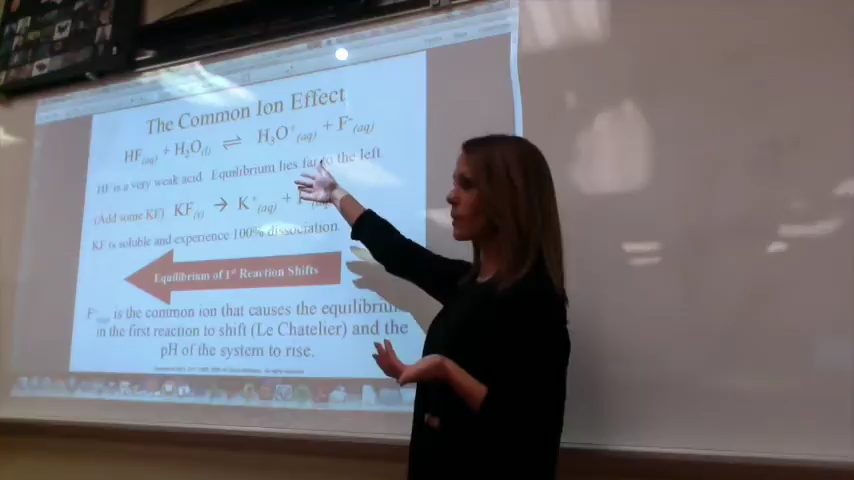 The Common Ion Effect
HF(aq) + H₂O(l) ⇌ H₃O⁺(aq) + F⁻(aq)
HF is a very weak acid. Equilibrium lies far to the left.
(Add some KF) KF(s) → K⁺(aq) + F (aq)
KF is soluble and experience 100% dissociation.
Equilibrium of 1ˢᵗ Reaction Shifts
F⁻ is the common ion that causes the equilibrium
in the first reaction to shift (Le Chatelier) and the
pH of the system to rise.